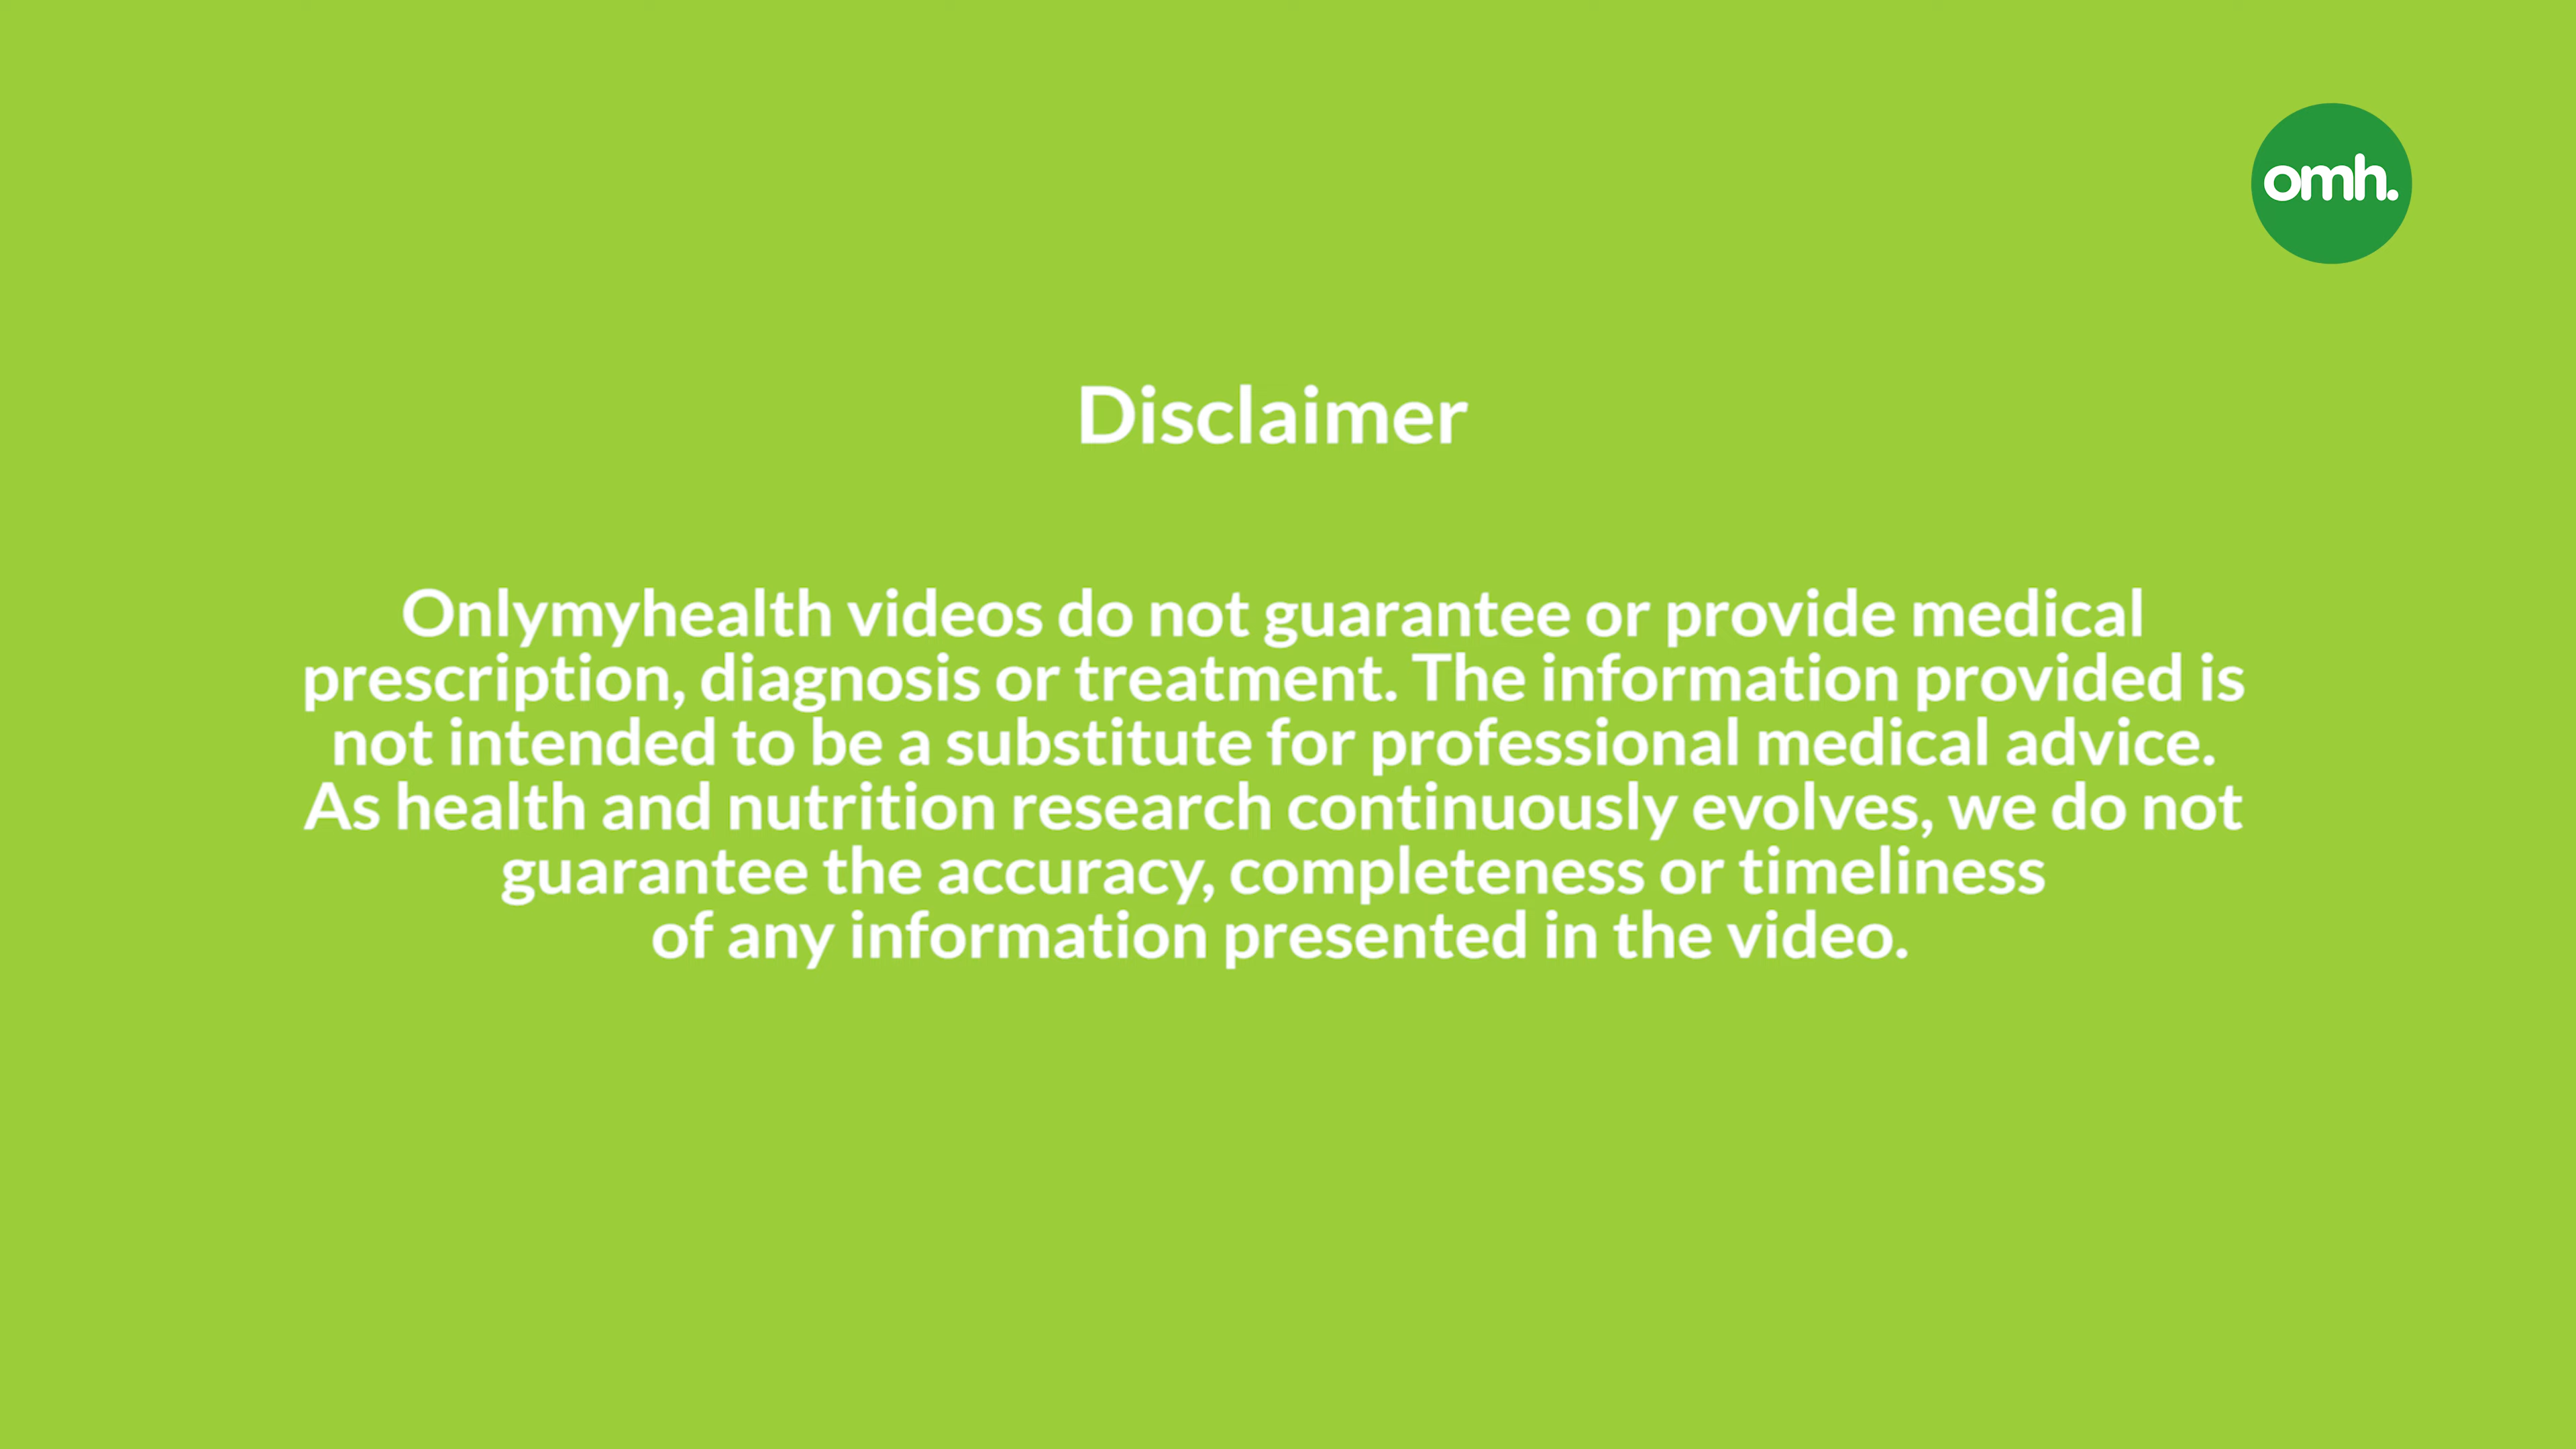 omh.
Disclaimer
Onlymyhealth videos do not guarantee or provide medical
prescription, diagnosis or treatment. The information provided is
not intended to be a substitute for professional medical advice.
As health and nutrition research continuously evolves, we do not
guarantee the accuracy, completeness or timeliness
of any information presented in the video.